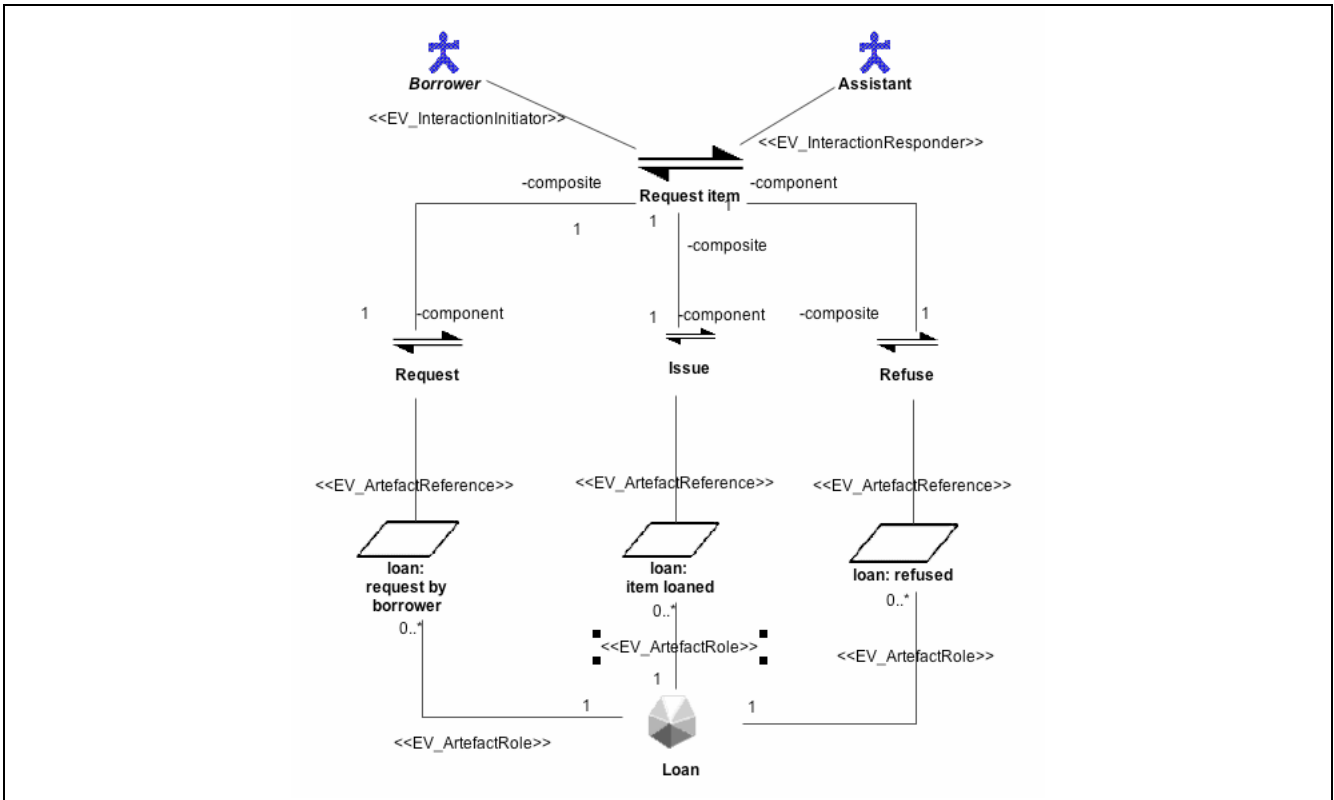 Borrower
Assistant
<<EV_InteractionInitiator>>
<<EV_InteractionResponder>>
-composite
-component
Request item
1
1
1
-composite
1
-component
1
-component
-composite
1
Request
Issue
Refuse
<<EV_ArtefactReference>>
<<EV_ArtefactReference>>
<<EV_ArtefactReference>>
loan:
request by
borrower
loan:
item loaned
loan: refused
0..*
0..*
0..*
<<EV_ArtefactRole>>
<<EV_ArtefactRole>>
1
1
1
<<EV_ArtefactRole>>
Loan